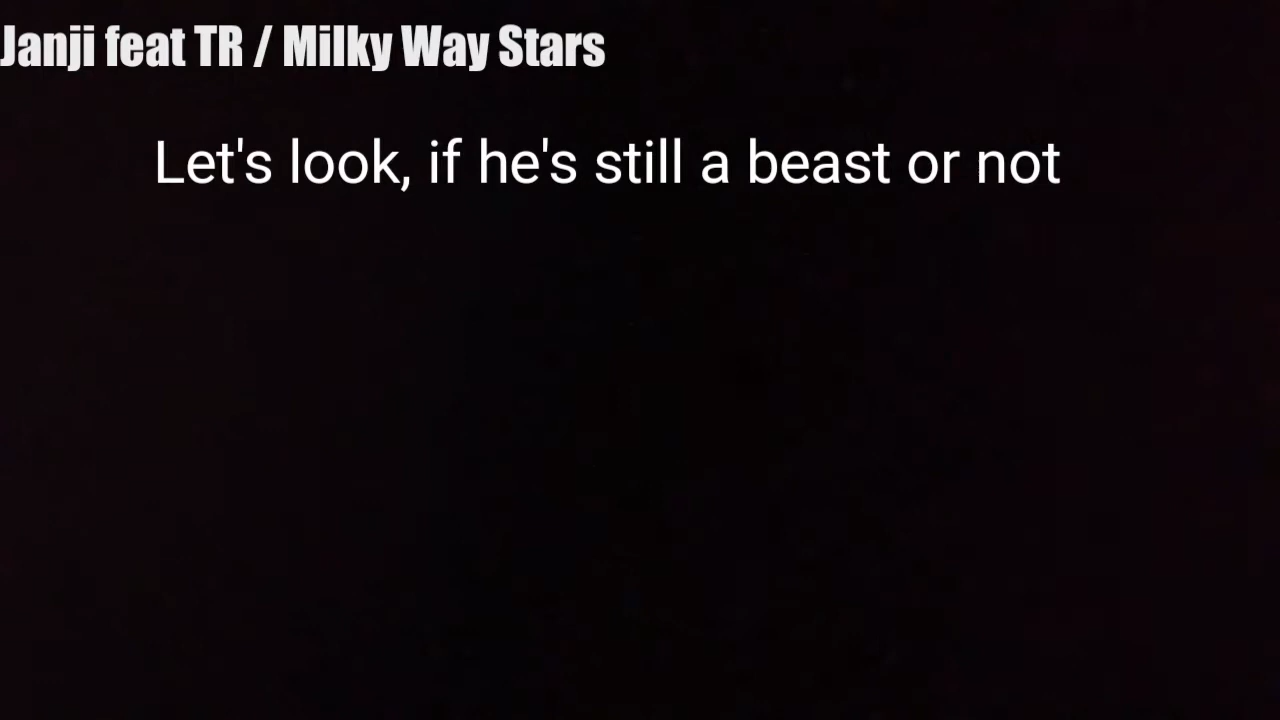 Janji feat TR / Milky Way Stars
Let's look, if he's still a beast or not